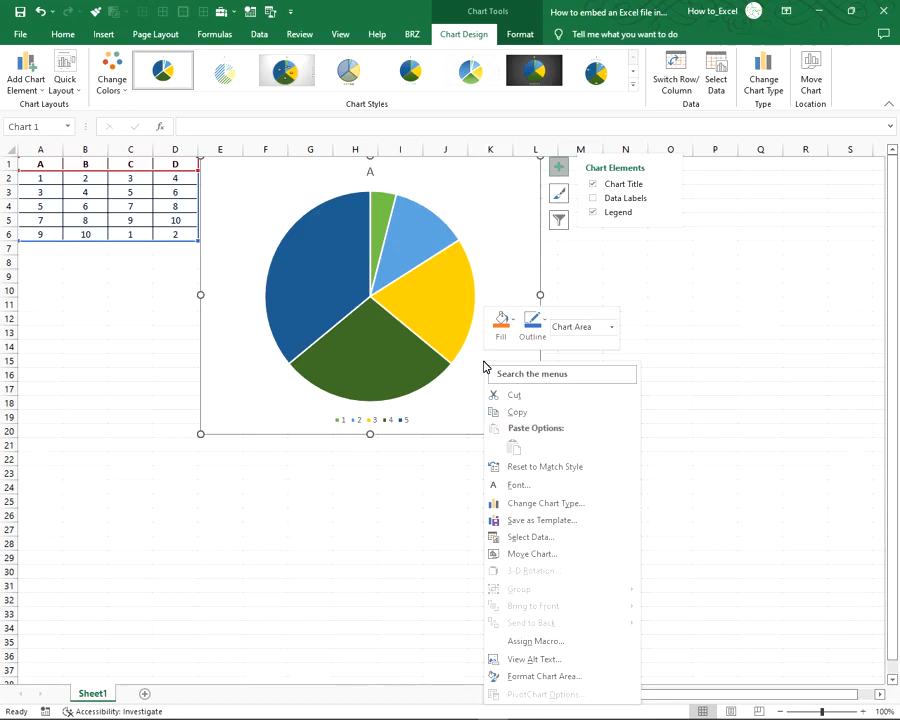 Chart Tools
How to embed an Excel file in...
How to_Excel
File
Home
Insert
Page Layout
Formulas
Data
Review
View
Help
BRZ
Chart Design
Format
Tell me what you want to do
Add Chart Element
Quick Layout
Change Colors
Switch Row/ Column
Select Data
Change Chart Type
Move Chart
Chart Layouts
Chart Styles
Data
Type
Location
Chart 1
fx
A B C D E F G H I J K L M N O P Q R S
1 A B C D
2 1 2 3 4
3 3 4 5 6
4 5 6 7 8
5 7 8 9 10
6 9 10 1 2
7
8
9
10
11
12
13
14
15
16
17
18
19
20
21
22
23
24
25
26
27
28
29
30
31
32
33
34
35
36
37
38
A
1 2 3 4 5
Chart Elements
Chart Title
Data Labels
Legend
Fill
Outline
Chart Area
Search the menus
Cut
Copy
Paste Options:
Reset to Match Style
A Font...
Change Chart Type...
Save as Template...
Select Data...
Move Chart...
3-D Rotation...
Group
Bring to Front
Send to Back
Assign Macro...
View Alt Text...
Format Chart Area...
PivotChart Options...
Sheet1
Ready
Accessibility: Investigate
100%